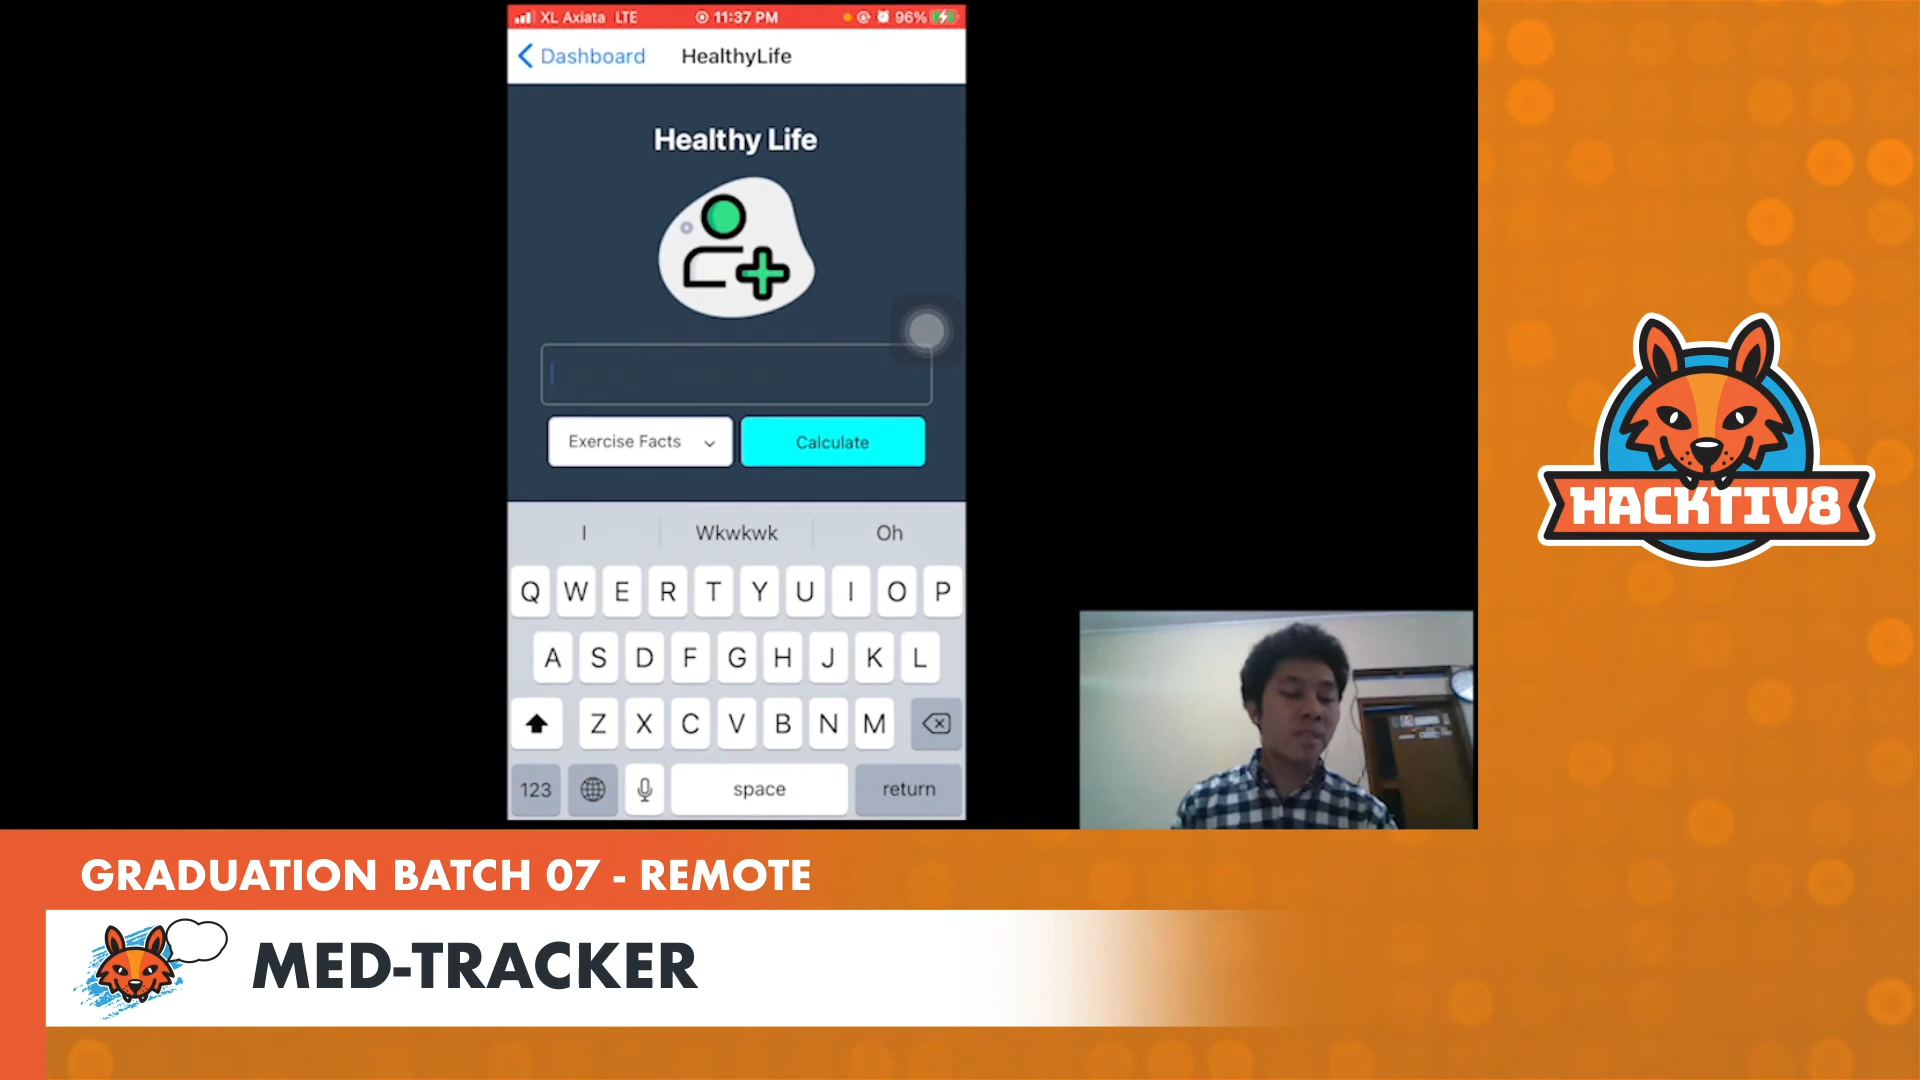 XL Axiata LTE 11:37 PM 96%
Dashboard HealthyLife
Healthy Life
Exercise Facts Calculate
I Wkwkwk Oh
Q W E R T Y U I O P
A S D F G H J K L
Z X C V B N M
123 space return
HACKTIV8
GRADUATION BATCH 07 - REMOTE
MED-TRACKER